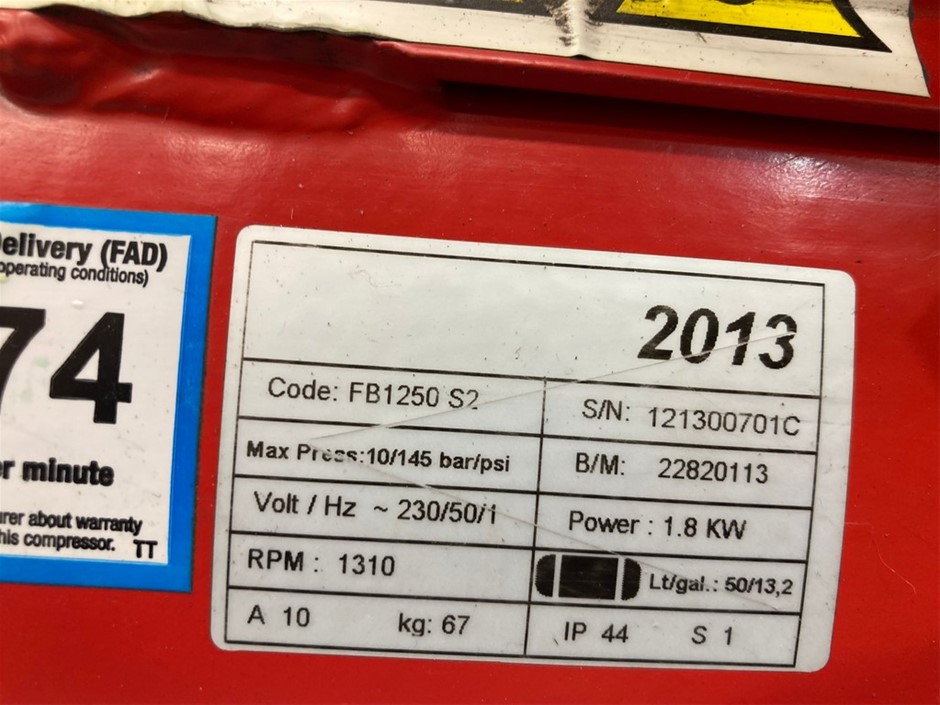 elivery (FAD)
operating conditions)
74
r minute
rer about warranty
his compressor. TT
2013
Code: FB1250 S2
S/N: 121300701C
Max Press:10/145 bar/psi
B/M: 22820113
Volt / Hz ~ 230/50/1
Power : 1.8 KW
RPM : 1310
Lt/gal.: 50/13,2
A 10 kg: 67
IP 44 S 1